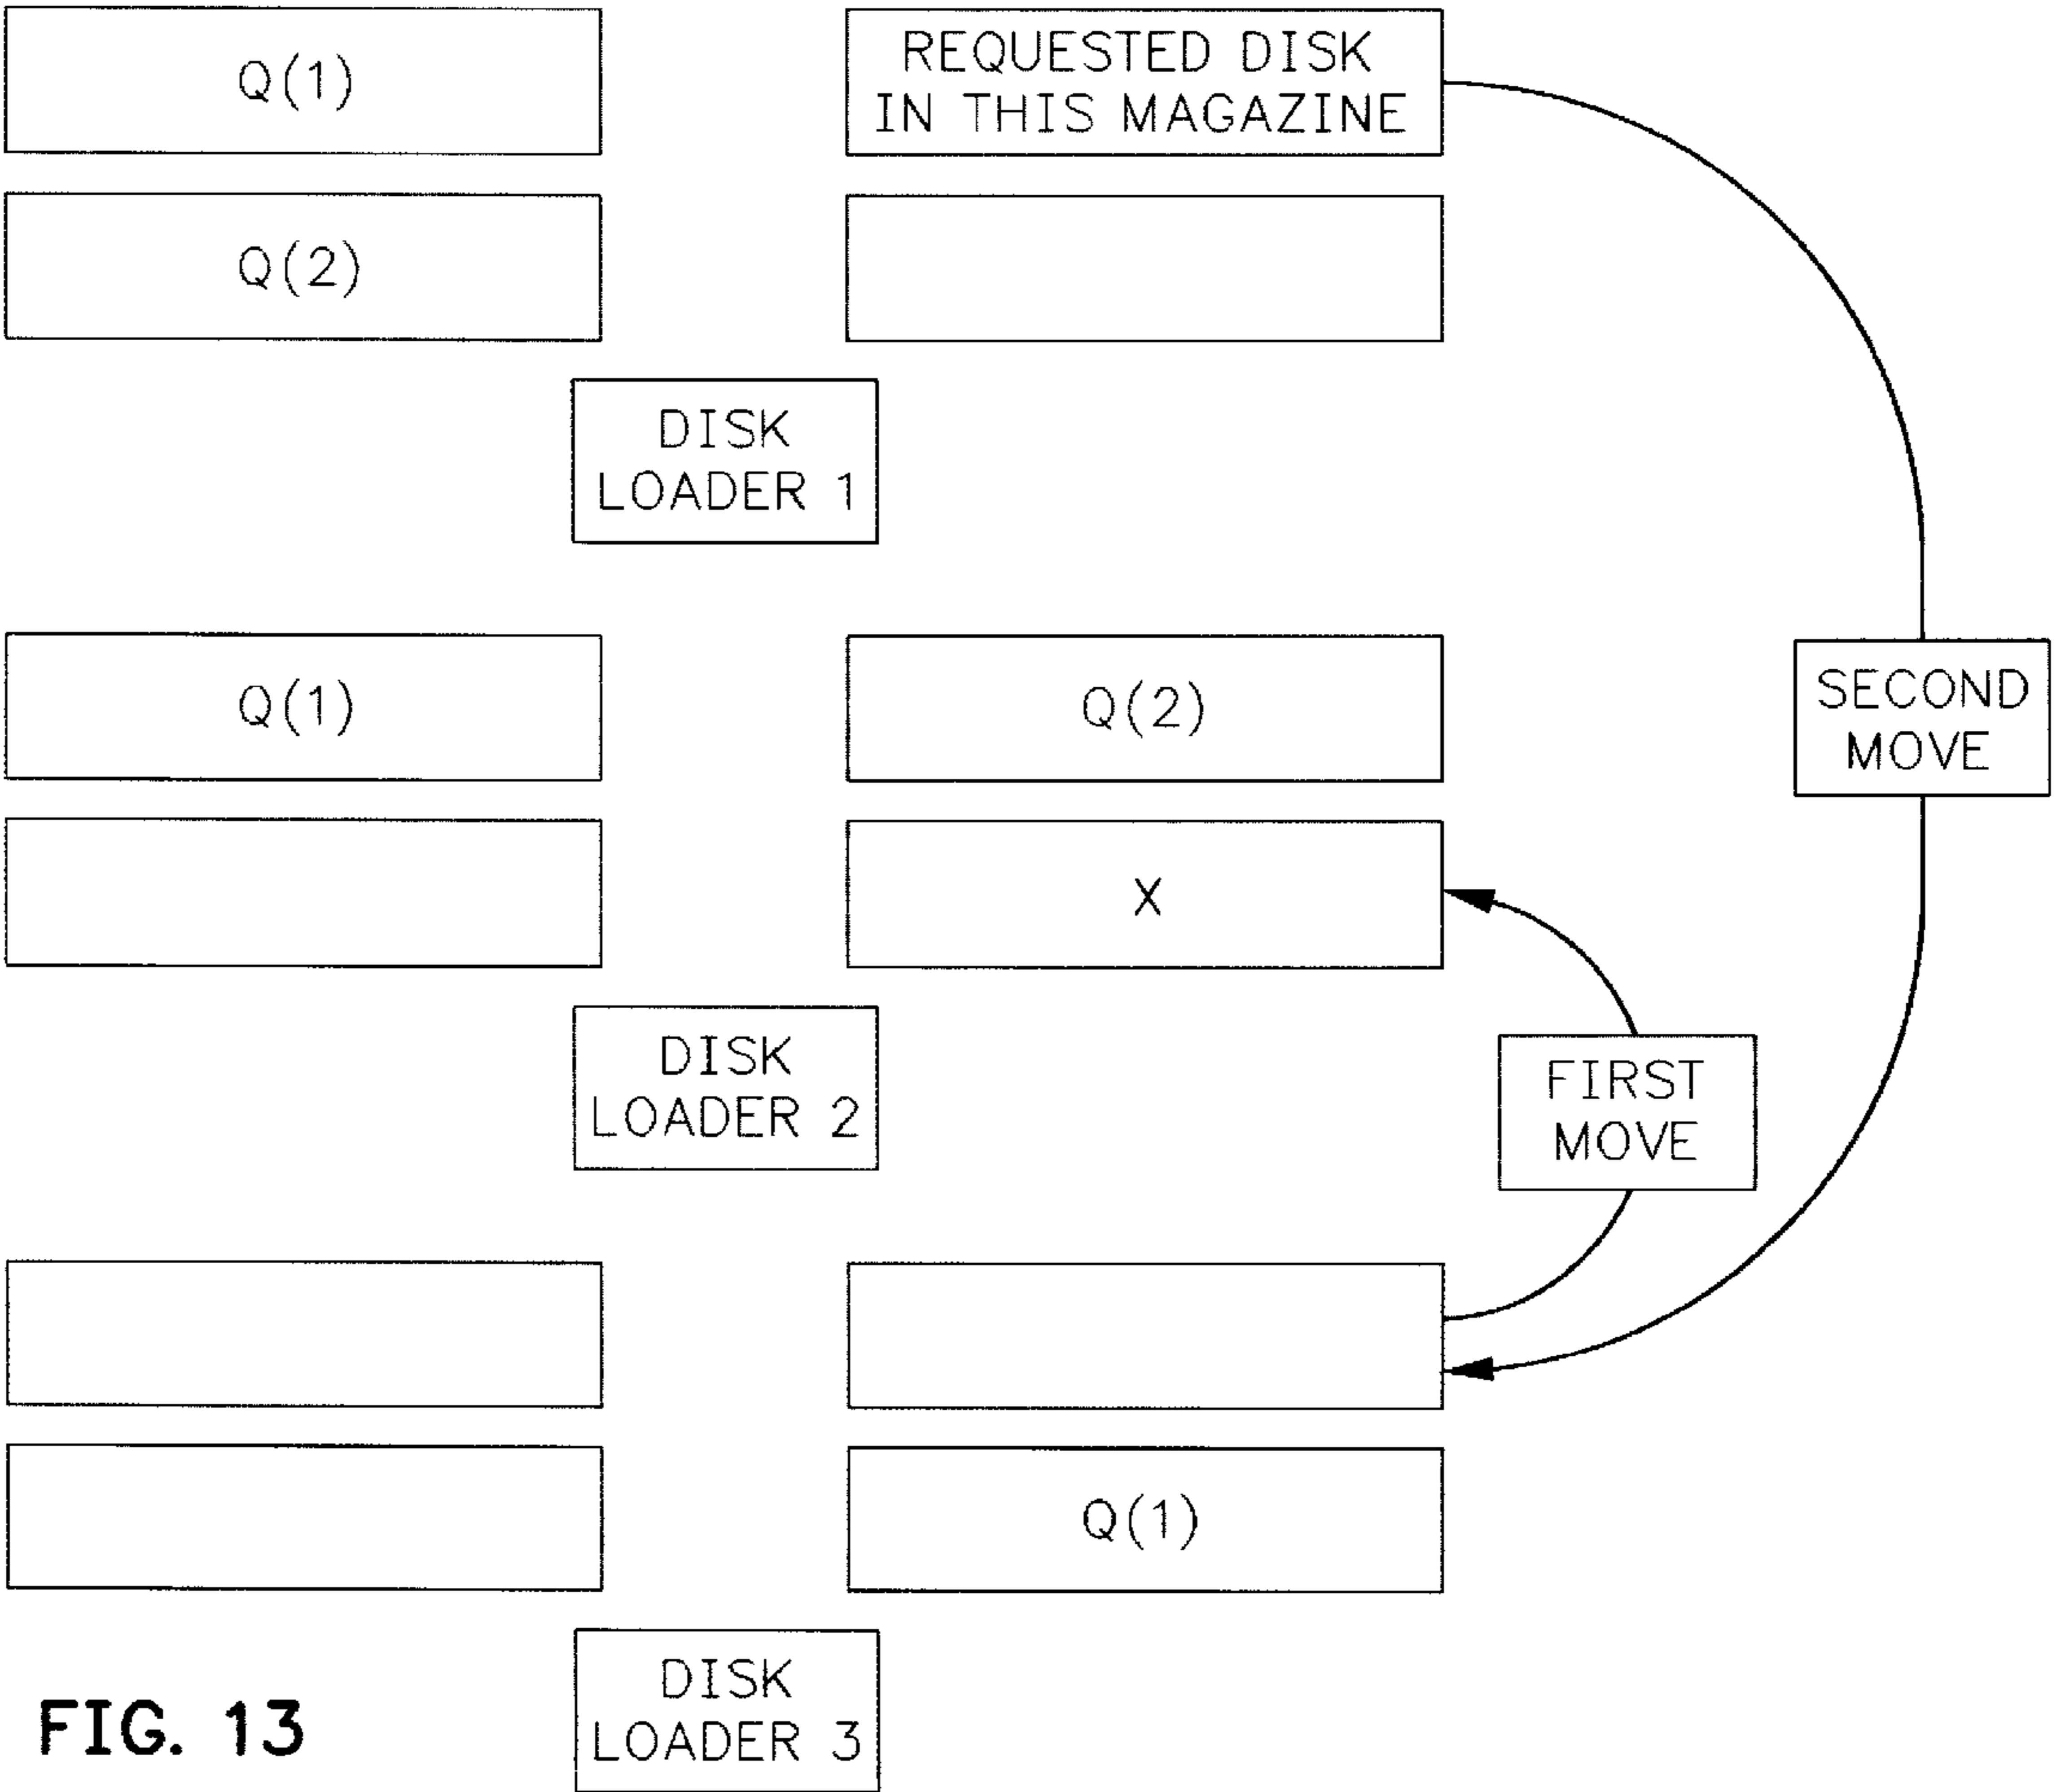 Q(1)
REQUESTED DISK
IN THIS MAGAZINE
Q(2)
DISK
LOADER 1
Q(1)
Q(2)
SECOND
MOVE
X
DISK
LOADER 2
FIRST
MOVE
Q(1)
DISK
LOADER 3
FIG. 13